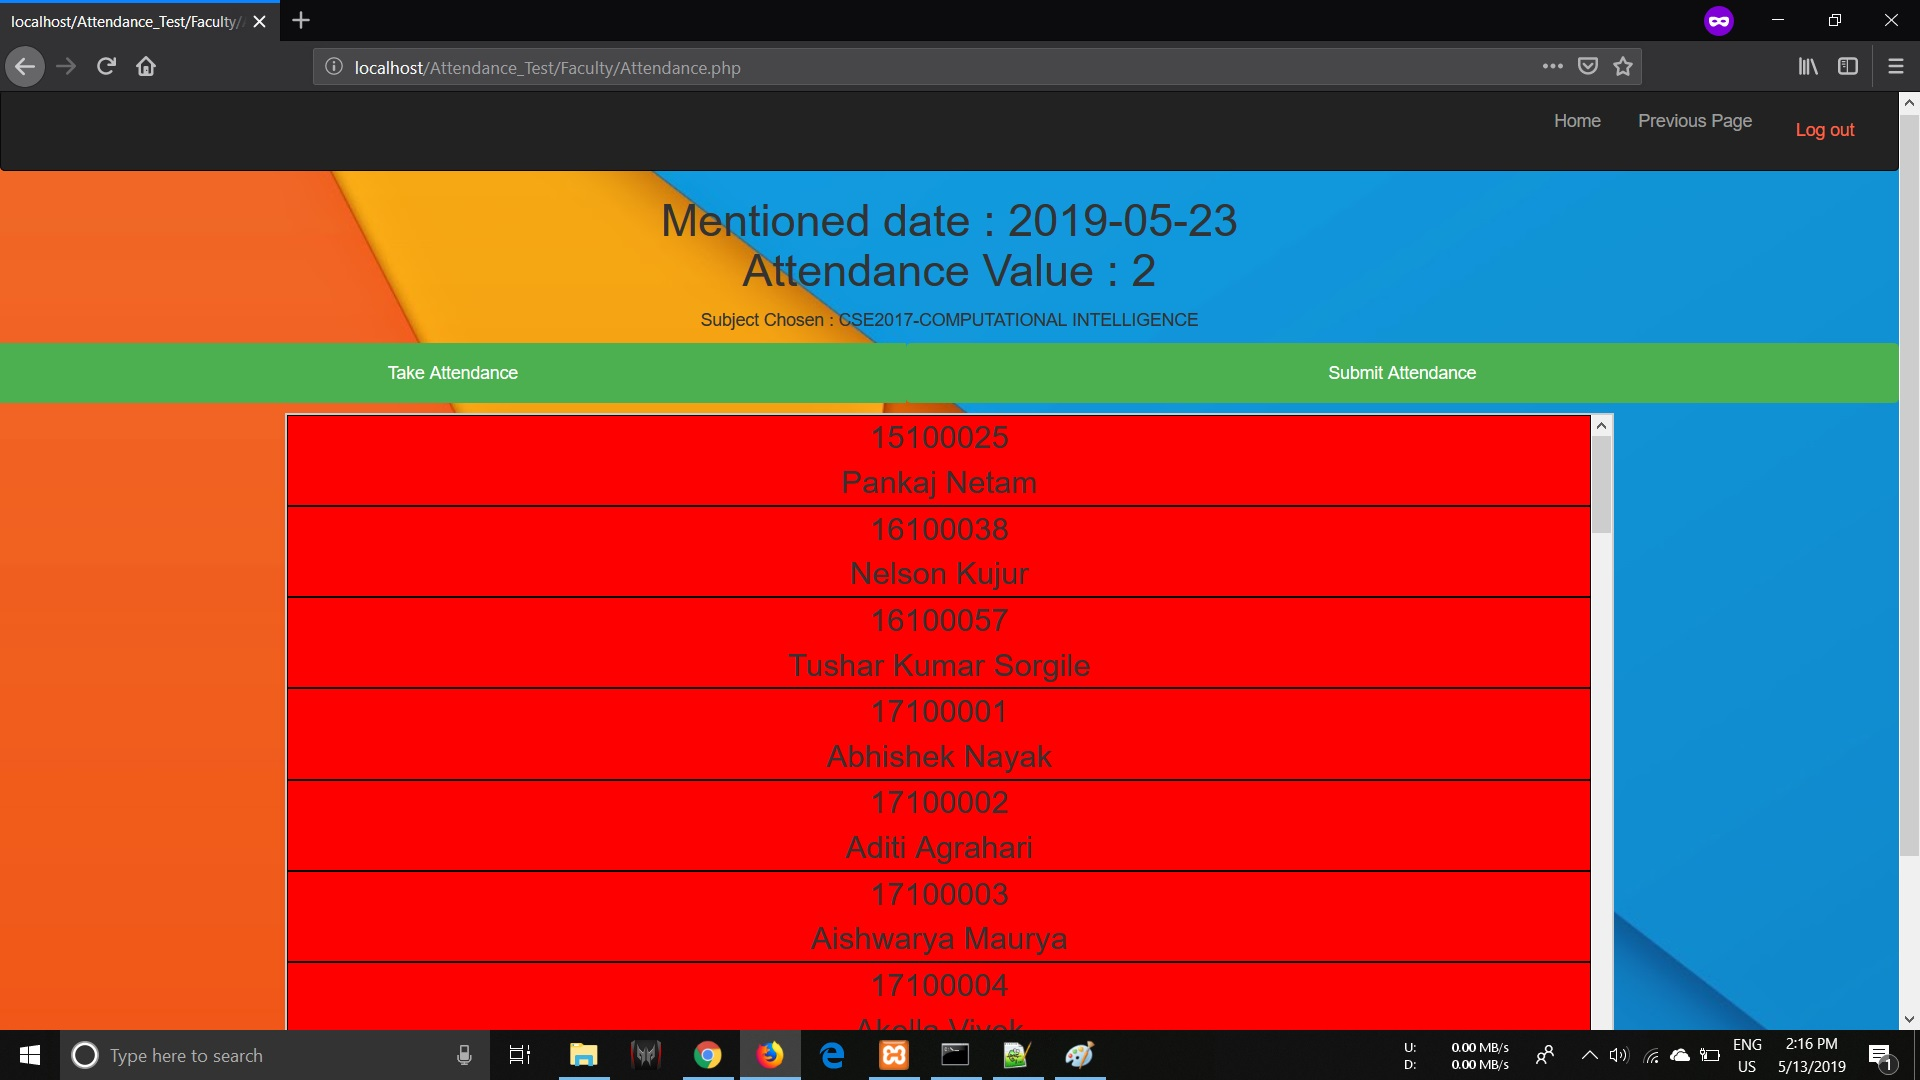 localhost/Attendance_Test/Faculty/
localhost/Attendance_Test/Faculty/Attendance.php
Home
Previous Page
Log out
Mentioned date : 2019-05-23
Attendance Value : 2
Subject Chosen : CSE2017-COMPUTATIONAL INTELLIGENCE
Take Attendance
Submit Attendance
15100025
Pankaj Netam
16100038
Nelson Kujur
16100057
Tushar Kumar Sorgile
17100001
Abhishek Nayak
17100002
Aditi Agrahari
17100003
Aishwarya Maurya
17100004
Type here to search
U: 0.00 MB/s
D: 0.00 MB/s
ENG
US
2:16 PM
5/13/2019
1